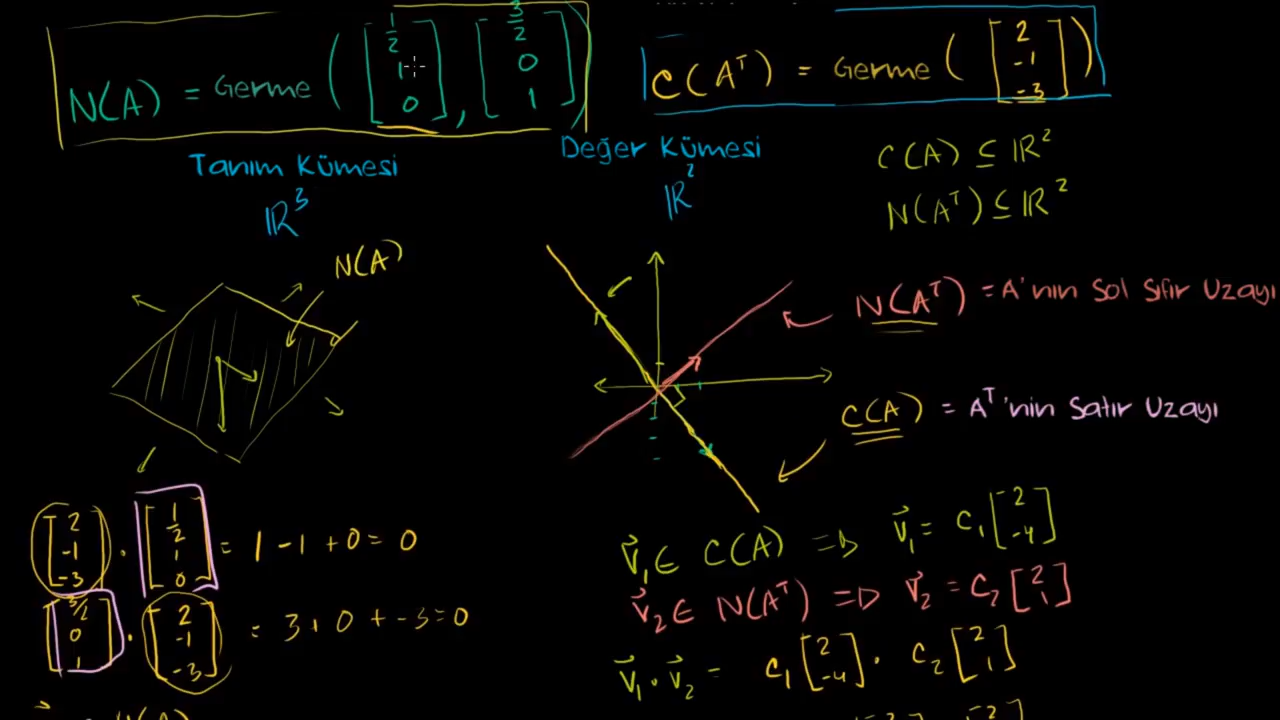 N(A) = Germe ( [ 1/2 1 0 ] , [ 3/2 0 1 ] )
C(Aᵀ) = Germe ( [ 2 -1 -3 ] )
Tanım Kümesi
ℝ³
Değer Kümesi
ℝ²
C(A) ⊆ ℝ²
N(Aᵀ) ⊆ ℝ²
N(A)
N(Aᵀ) = A'nın Sol Sıfır Uzayı
C(A) = Aᵀ'nin Satır Uzayı
[ 2 -1 -3 ] · [ 1/2 1 0 ] = 1 - 1 + 0 = 0
[ 3/2 0 1 ] · [ 2 -1 -3 ] = 3 + 0 + -3 = 0
v⃗₁ ∈ C(A) ⇒ v⃗₁ = c₁ [ 2 -4 ]
v⃗₂ ∈ N(Aᵀ) ⇒ v⃗₂ = c₂ [ 2 1 ]
v⃗₁ · v⃗₂ = c₁ [ 2 -4 ] · c₂ [ 2 1 ]